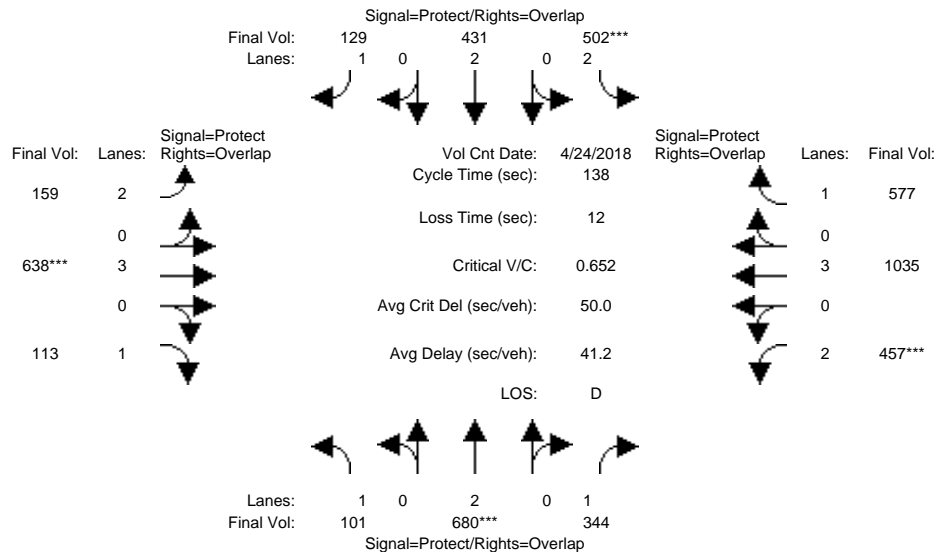 Signal=Protect/Rights=Overlap
Final Vol: 129 431 502***
Lanes: 1 0 2 0 2
Signal=Protect
Final Vol: Lanes: Rights=Overlap
Vol Cnt Date: 4/24/2018
Signal=Protect
Rights=Overlap Lanes: Final Vol:
Cycle Time (sec): 138
159 2
1 577
Loss Time (sec): 12
0
0
638*** 3
Critical V/C: 0.652
3 1035
0
Avg Crit Del (sec/veh): 50.0
0
113 1
Avg Delay (sec/veh): 41.2
2 457***
LOS: D
Lanes: 1 0 2 0 1
Final Vol: 101 680*** 344
Signal=Protect/Rights=Overlap